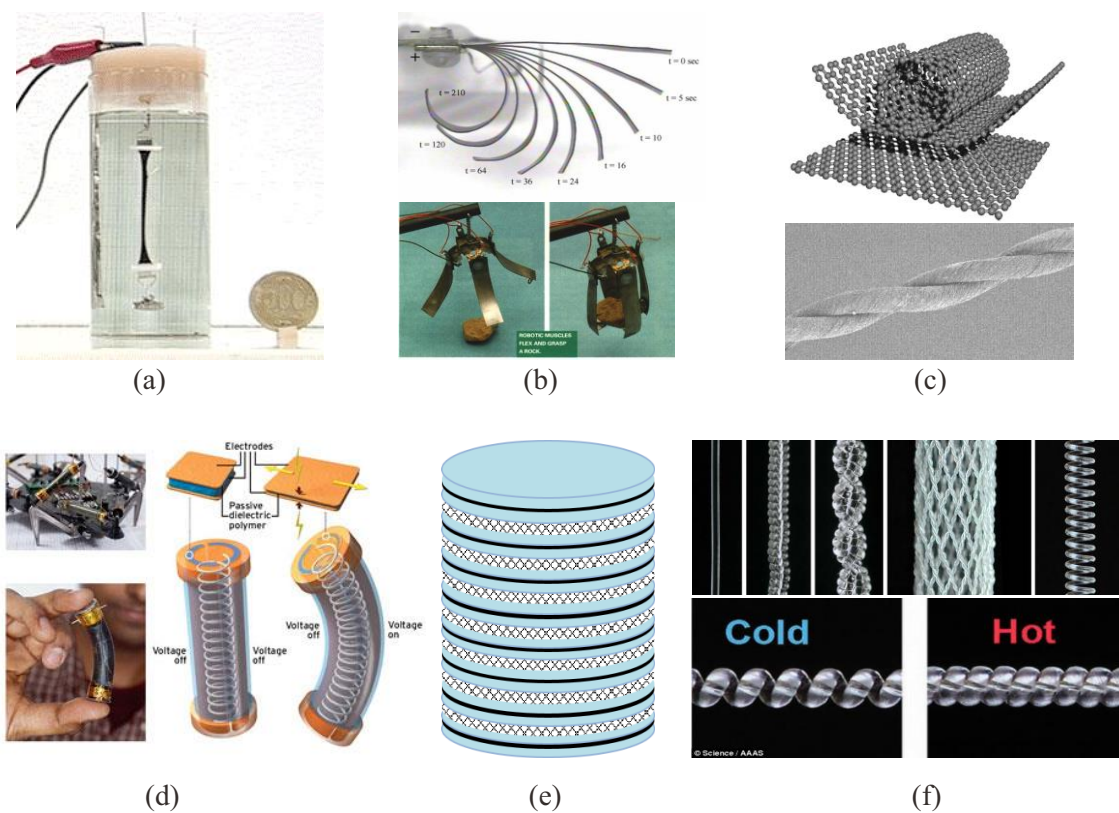 −
+
t = 0 sec
t = 5 sec
t = 10
t = 16
t = 24
t = 36
t = 64
t = 120
t = 210
ROBOTIC MUSCLES
FLEX AND GRASP
A ROCK.
100
(a)
(b)
(c)
Electrodes
Passive
dielectric
polymer
Voltage
off
Voltage
off
Voltage
off
Voltage
on
Cold
Hot
© Science / AAAS
(d)
(e)
(f)